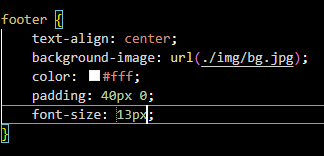 footer {
text-align: center;
background-image: url(./img/bg.jpg);
color: #fff;
padding: 40px 0;
font-size: 13px;
}